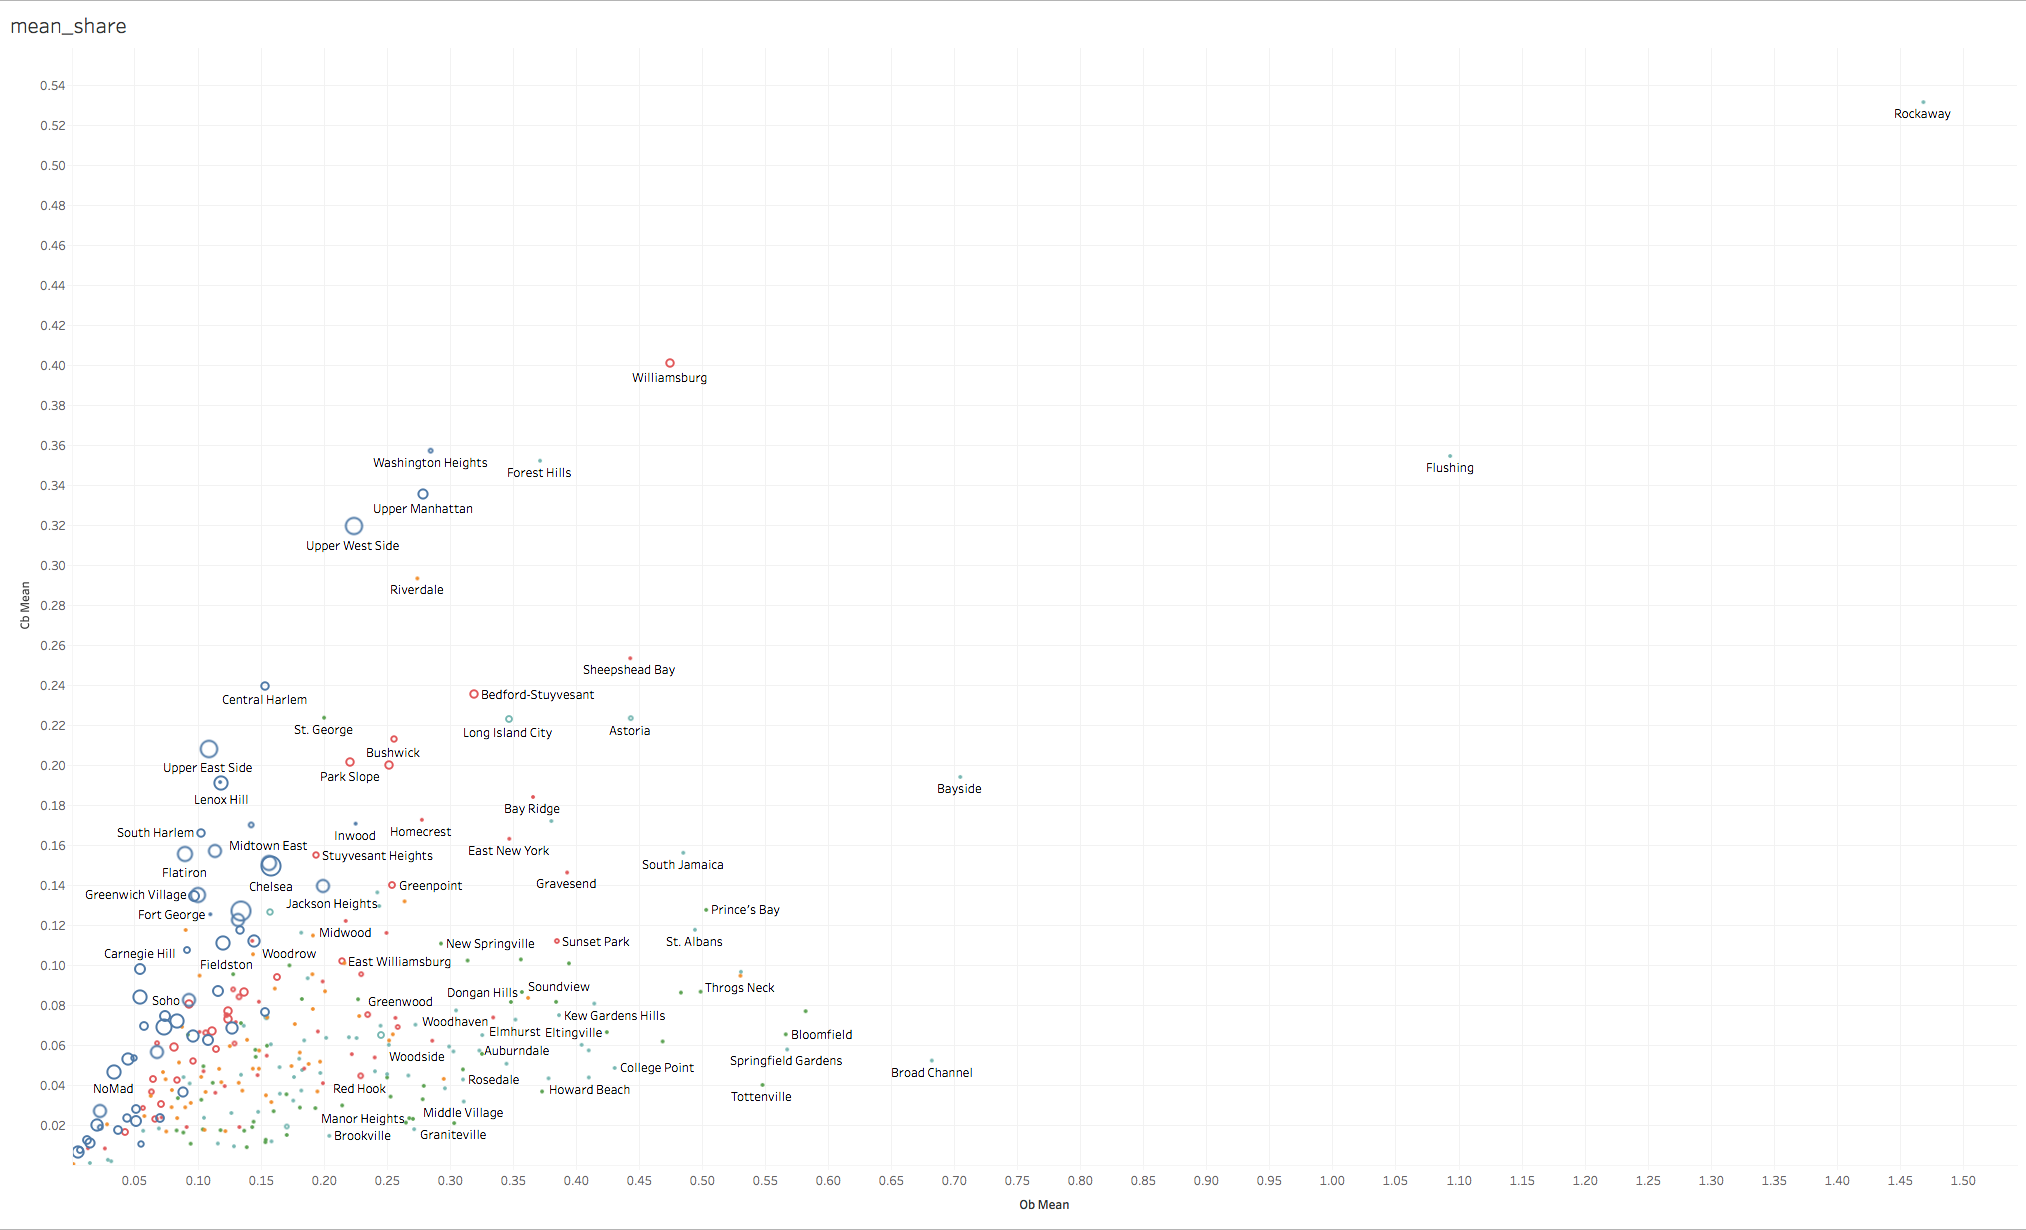 mean_share
0.54
Rockaway
0.52
0.50
0.48
0.46
0.44
0.42
0.40
Williamsburg
0.38
0.36
Washington Heights
Forest Hills
Flushing
0.34
Upper Manhattan
0.32
Upper West Side
0.30
Riverdale
Cb Mean
0.28
0.26
Sheepshead Bay
0.24
Bedford-Stuyvesant
Central Harlem
0.22
St. George
Long Island City
Astoria
Bushwick
0.20
Upper East Side
Park Slope
Bayside
Lenox Hill
0.18
Bay Ridge
South Harlem
Inwood
Homecrest
0.16
Midtown East
East New York
Stuyvesant Heights
South Jamaica
Flatiron
0.14
Chelsea
Greenpoint
Gravesend
Greenwich Village
Jackson Heights
Prince's Bay
Fort George
0.12
Midwood
New Springville
Sunset Park
St. Albans
Carnegie Hill
Woodrow
0.10
Fieldston
East Williamsburg
Soundview
Throgs Neck
Dongan Hills
0.08
Soho
Greenwood
Kew Gardens Hills
Woodhaven
Elmhurst
Eltingville
Bloomfield
0.06
Auburndale
Woodside
Springfield Gardens
College Point
Broad Channel
0.04
NoMad
Red Hook
Rosedale
Howard Beach
Tottenville
Middle Village
0.02
Manor Heights
Brookville
Graniteville
0.05 0.10 0.15 0.20 0.25 0.30 0.35 0.40 0.45 0.50 0.55 0.60 0.65 0.70 0.75 0.80 0.85 0.90 0.95 1.00 1.05 1.10 1.15 1.20 1.25 1.30 1.35 1.40 1.45 1.50
Ob Mean